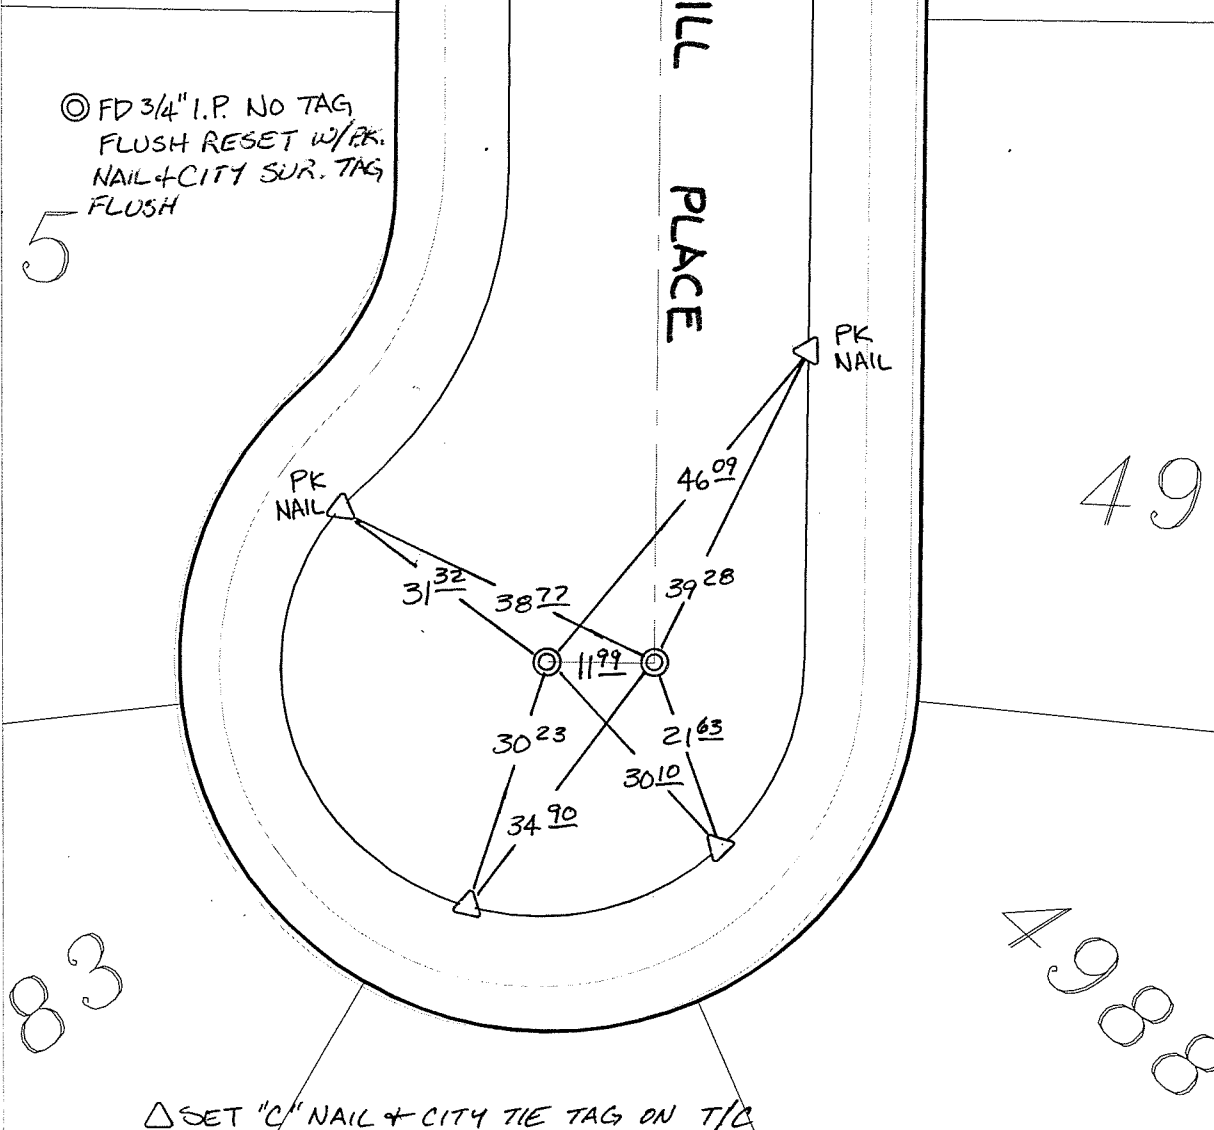 ILL
PLACE
◎ FD 3/4" I.P. NO TAG
FLUSH RESET W/P.K.
NAIL & CITY SUR. TAG
FLUSH
5
PK
NAIL
49
PK
NAIL
46 09
39 28
31 32
38 77
11 99
30 23
21 63
30 10
34 90
83
4988
△ SET "C" NAIL & CITY TIE TAG ON T/C